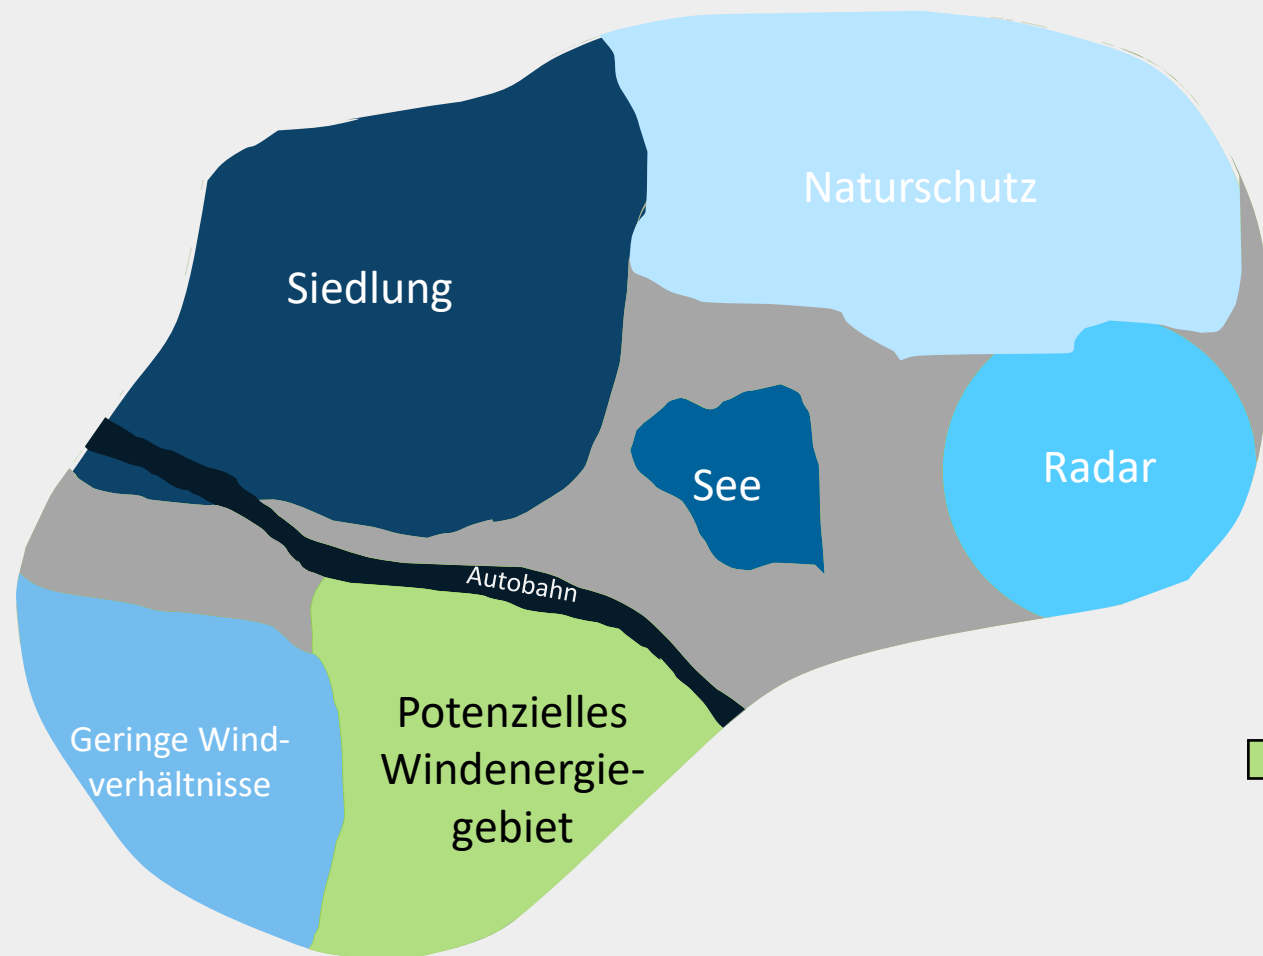 Naturschutz
Siedlung
Radar
See
Autobahn
Potenzielles
Windenergie-
gebiet
Geringe Wind-
verhältnisse